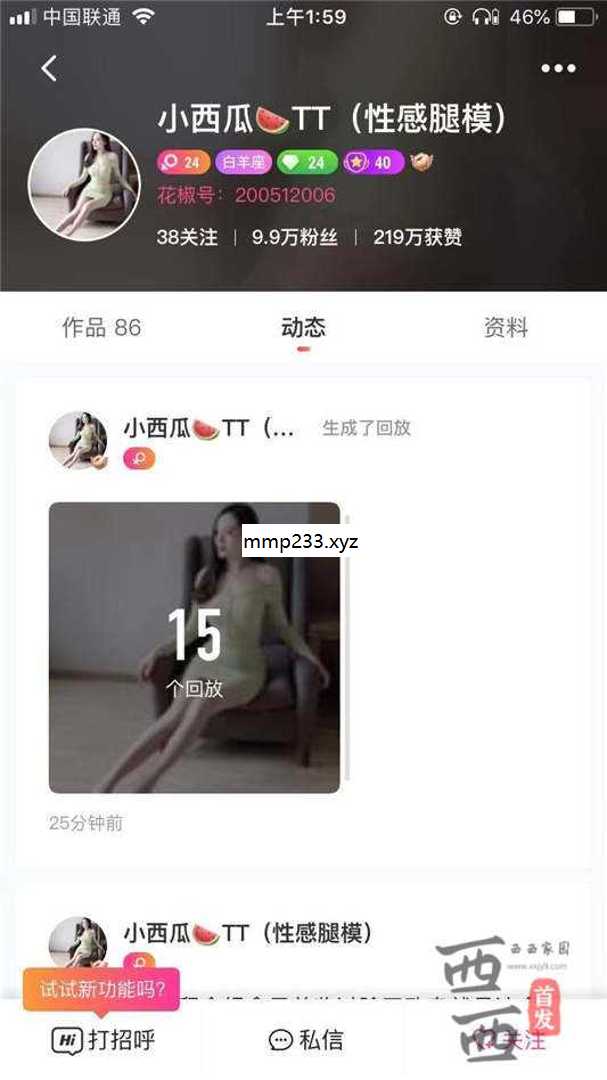 中国联通 上午1:59 46%
小西瓜🍉TT（性感腿模）
24 白羊座 24 40
花椒号：200512006
38关注 | 9.9万粉丝 | 219万获赞
作品 86 动态 资料
小西瓜🍉TT（... 生成了回放
mmp233.xyz
15
个回放
25分钟前
小西瓜🍉TT（性感腿模）
西西家园
www.xxjy9.com
西西
首发
试试新功能吗?
Hi 打招呼 私信 关注